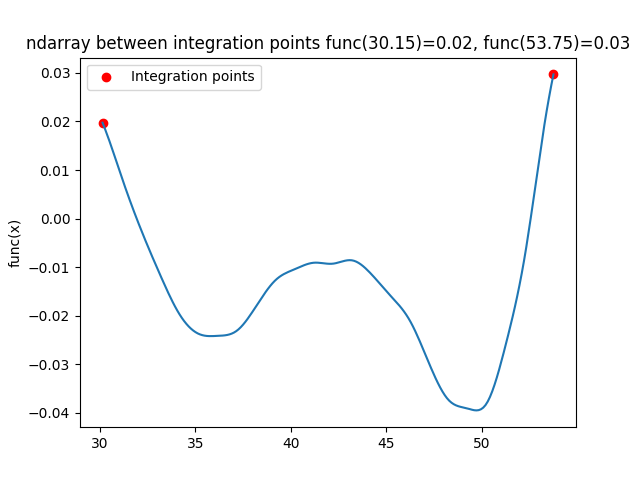 ndarray between integration points func(30.15)=0.02, func(53.75)=0.03
Integration points
func(x)
0.03
0.02
0.01
0.00
−0.01
−0.02
−0.03
−0.04
30 35 40 45 50